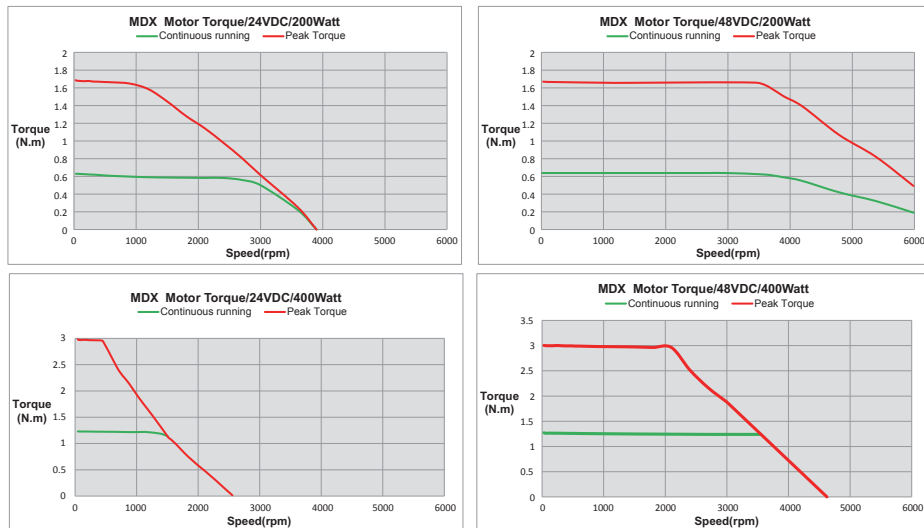 MDX Motor Torque/24VDC/200Watt
Continuous running Peak Torque
2
1.8
1.6
1.4
1.2
1
0.8
0.6
0.4
0.2
0
Torque
(N.m)
0 1000 2000 3000 4000 5000 6000
Speed(rpm)
MDX Motor Torque/48VDC/200Watt
Continuous running Peak Torque
2
1.8
1.6
1.4
1.2
1
0.8
0.6
0.4
0.2
0
Torque
(N.m)
0 1000 2000 3000 4000 5000 6000
Speed(rpm)
MDX Motor Torque/24VDC/400Watt
Continuous running Peak Torque
3
2.5
2
1.5
1
0.5
0
Torque
(N.m)
0 1000 2000 3000 4000 5000 6000
Speed(rpm)
MDX Motor Torque/48VDC/400Watt
Continuous running Peak Torque
3.5
3
2.5
2
1.5
1
0.5
0
Torque
(N.m)
0 1000 2000 3000 4000 5000 6000
Speed(rpm)